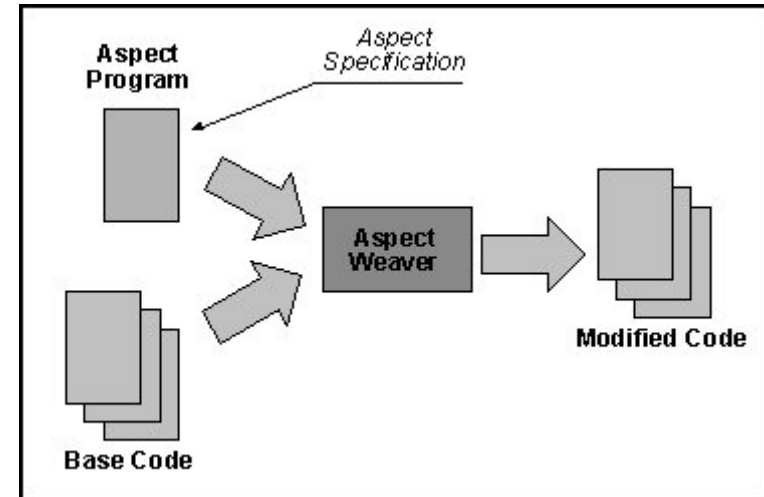 Aspect
Program
Aspect
Specification
Aspect
Weaver
Modified Code
Base Code